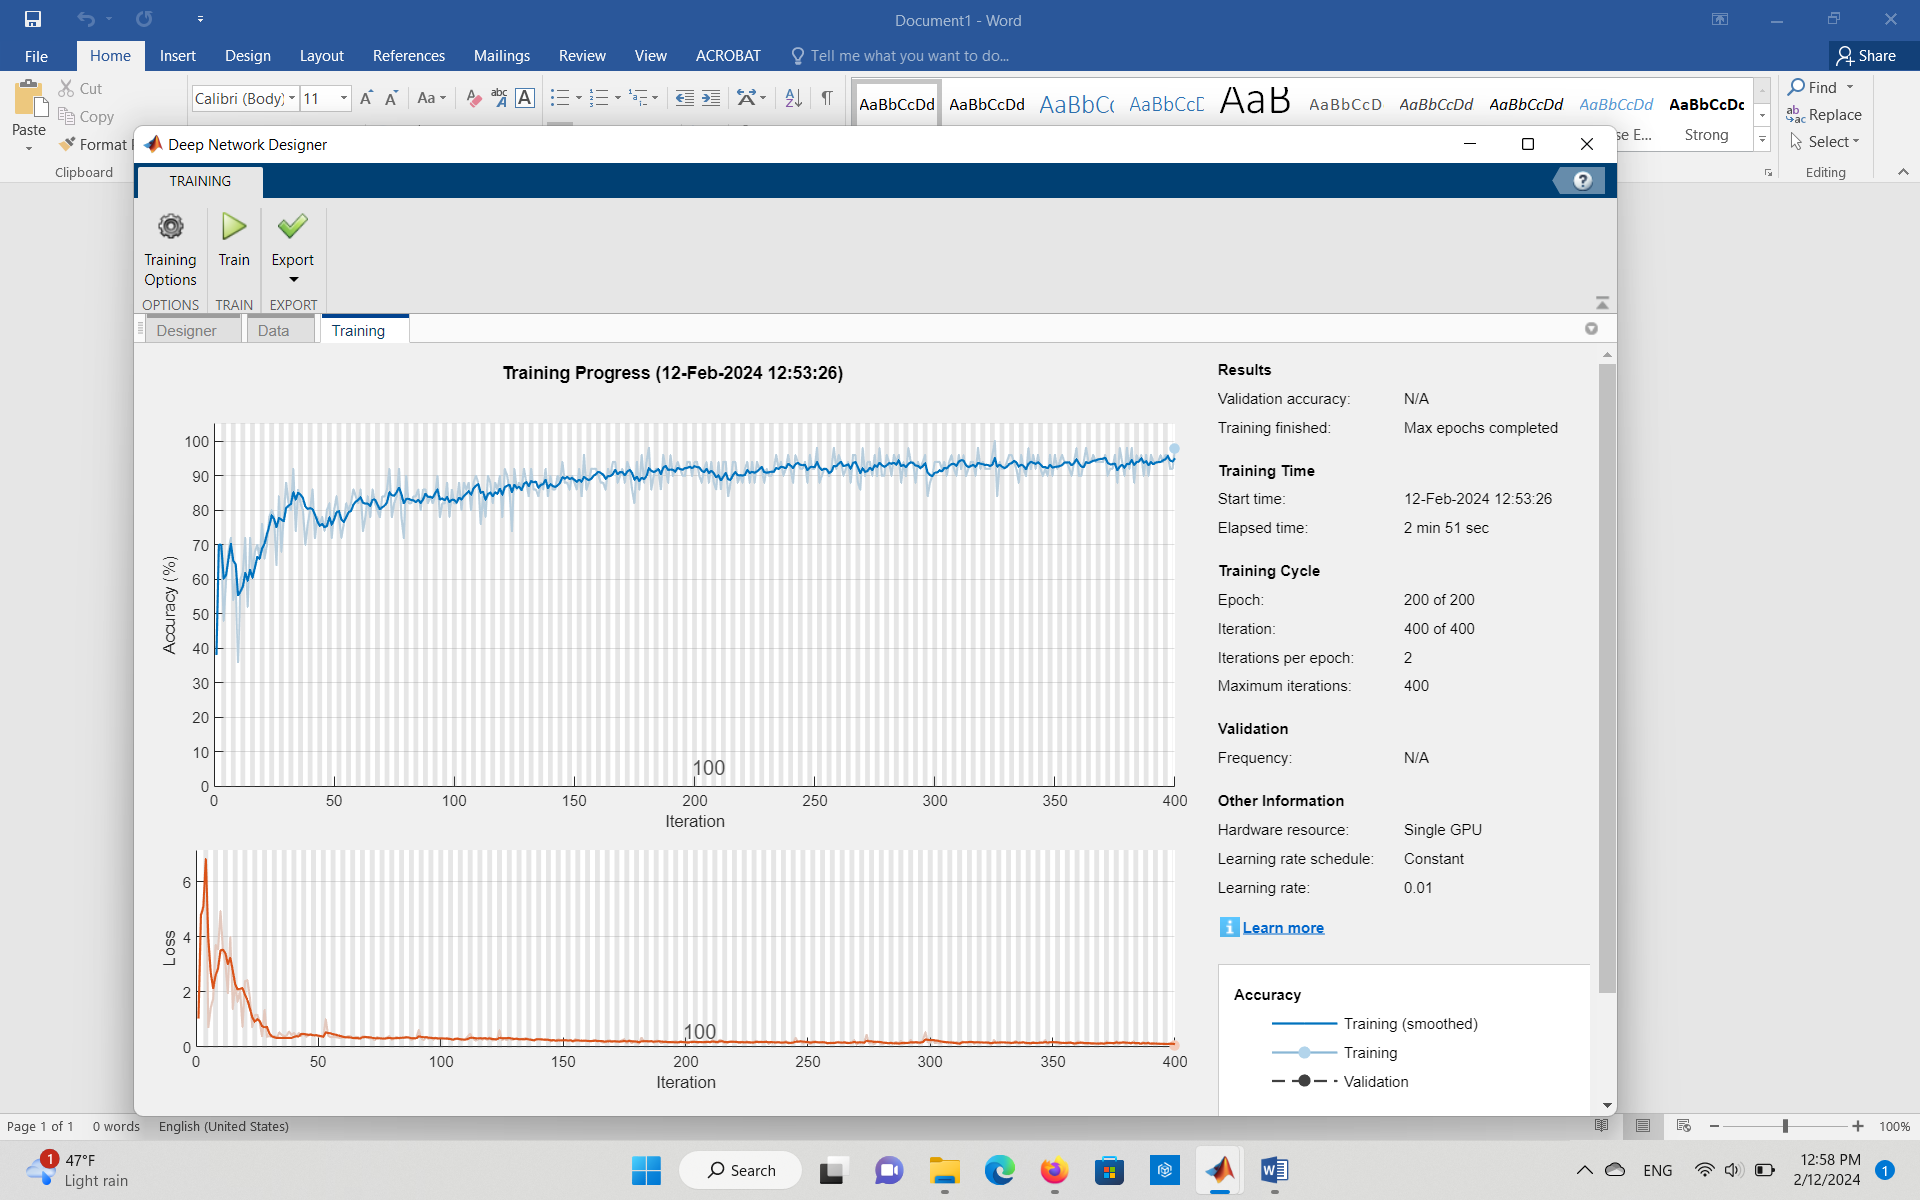 Document1 - Word
File Home Insert Design Layout References Mailings Review View ACROBAT Tell me what you want to do... Share
Paste
Cut
Copy
Format
Clipboard
Calibri (Body) 11 Aa
AaBbCcDd AaBbCcDd AaBbCc AaBbCcD AaB AaBbCcD AaBbCcDd AaBbCcDd AaBbCcDd AaBbCcDc
se E... Strong
Find
Replace
Select
Editing
Deep Network Designer
TRAINING
Training Options
Train
Export
OPTIONS TRAIN EXPORT
Designer Data Training
Training Progress (12-Feb-2024 12:53:26)
Accuracy (%)
100
90
80
70
60
50
40
30
20
10
0
100
0 50 100 150 200 250 300 350 400
Iteration
Loss
6
4
2
0
100
0 50 100 150 200 250 300 350 400
Iteration
Results
Validation accuracy: N/A
Training finished: Max epochs completed
Training Time
Start time: 12-Feb-2024 12:53:26
Elapsed time: 2 min 51 sec
Training Cycle
Epoch: 200 of 200
Iteration: 400 of 400
Iterations per epoch: 2
Maximum iterations: 400
Validation
Frequency: N/A
Other Information
Hardware resource: Single GPU
Learning rate schedule: Constant
Learning rate: 0.01
Learn more
Accuracy
Training (smoothed)
Training
Validation
Page 1 of 1 0 words English (United States) 100%
1
47°F
Light rain
Search
ENG
12:58 PM
2/12/2024
1